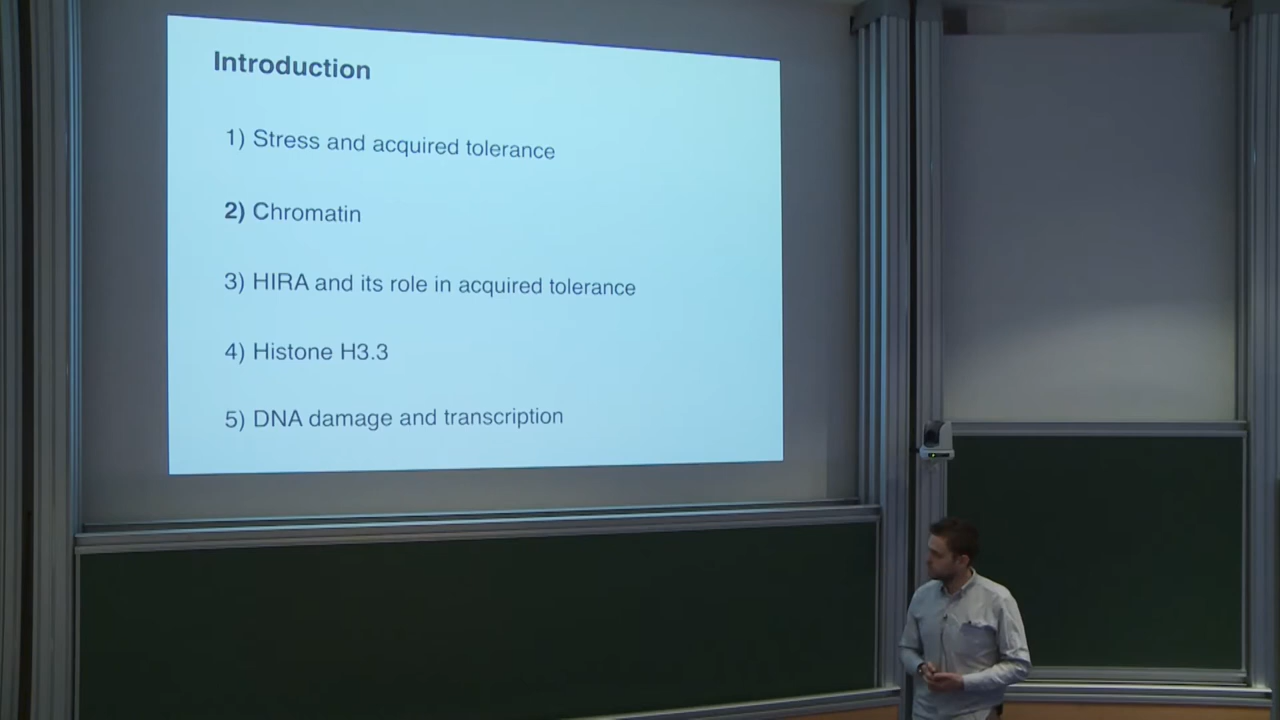 Introduction
1) Stress and acquired tolerance
2) Chromatin
3) HIRA and its role in acquired tolerance
4) Histone H3.3
5) DNA damage and transcription